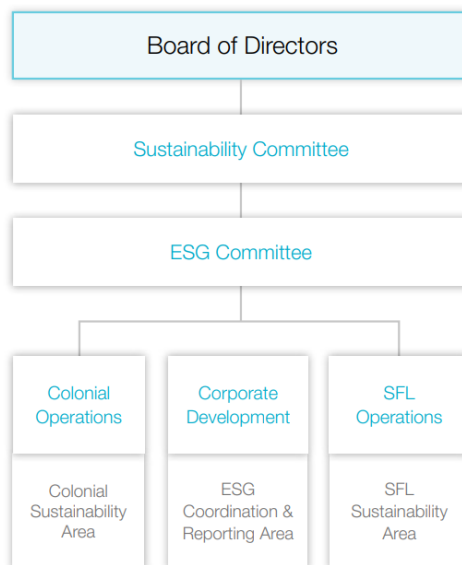 Board of Directors
Sustainability Committee
ESG Committee
Colonial
Operations
Corporate
Development
SFL
Operations
Colonial
Sustainability
Area
ESG
Coordination &
Reporting Area
SFL
Sustainability
Area